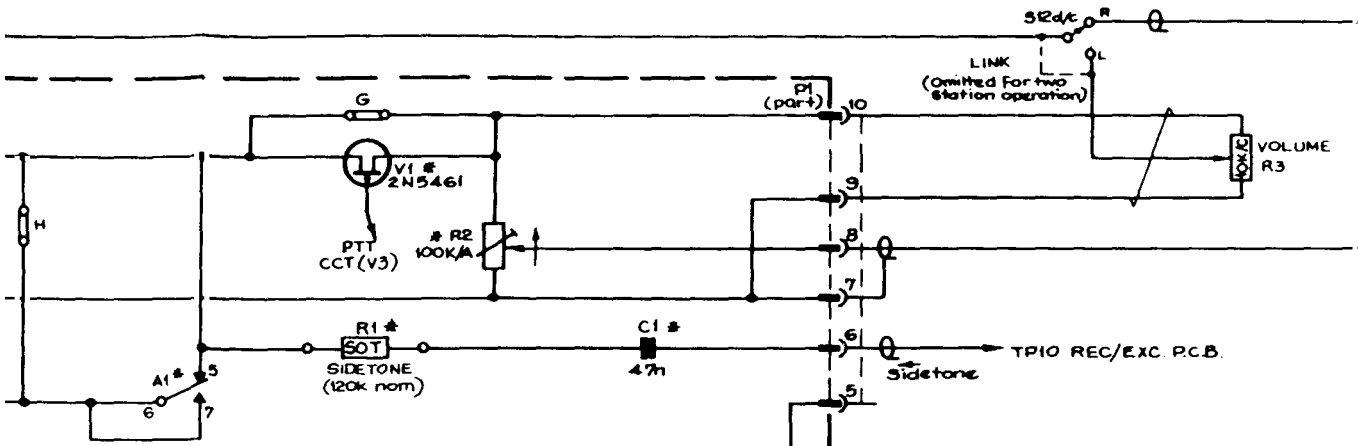 S12d/c R
L
LINK
(Omitted For two
Station operation)
P1
(part)
10
G
V1 *
2N5461
VOLUME
R3
10K/C
9
H
* R2
100K/A
PTT
CCT (V3)
8
7
R1 *
SOT
SIDETONE
(120k nom)
C1 *
47n
6
TP10 REC/EXC. P.C.B.
Sidetone
A1 *
5
6
7
5